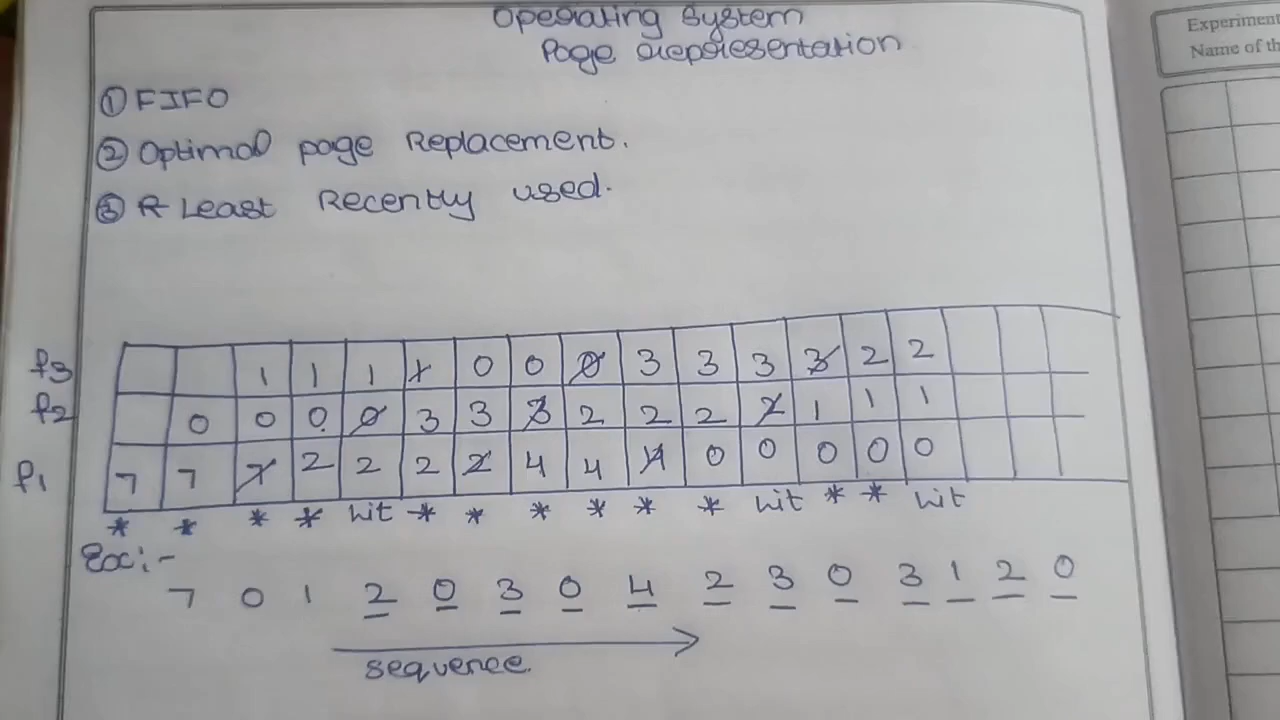 Operating System
Page Representation
① FIFO
② Optimal page Replacement.
③ R Least Recently used.
f3 1 1 1 1 0 0 0 3 3 3 3 2 2
f2 0 0 0 0 3 3 3 2 2 2 2 1 1 1
f1 7 7 7 2 2 2 2 4 4 4 0 0 0 0 0
* * * * hit * * * * * * hit * * hit
Ex:-
7 0 1 2 0 3 0 4 2 3 0 3 1 2 0
sequence.
Experiment
Name of th